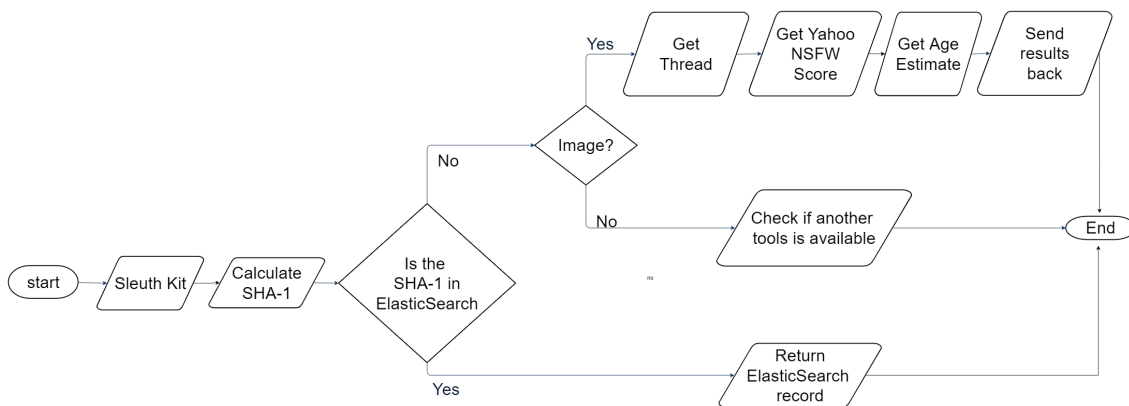 Yes
Get
Thread
Get Yahoo
NSFW
Score
Get Age
Estimate
Send
results
back
Image?
No
No
Check if another
tools is available
End
Is the
SHA-1 in
ElasticSearch
start
Sleuth Kit
Calculate
SHA-1
no
Yes
Return
ElasticSearch
record